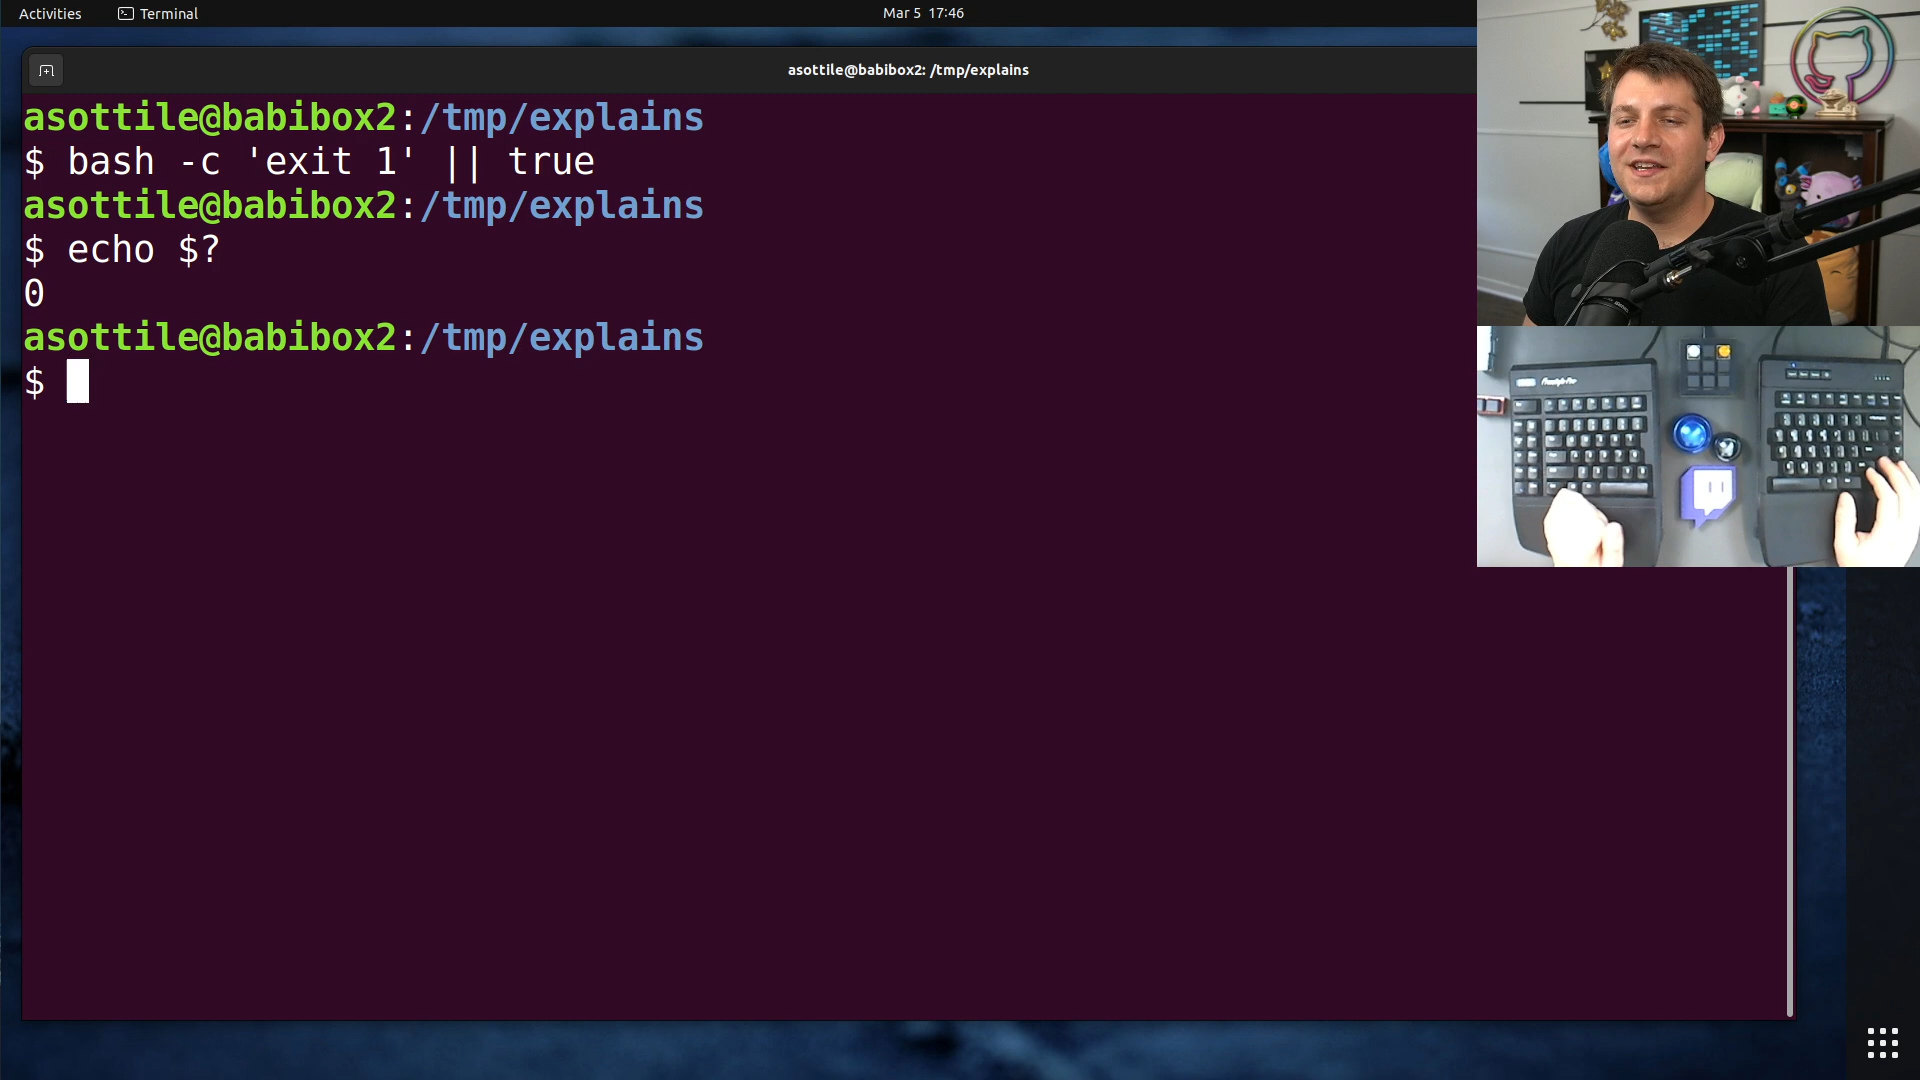 Activities
Terminal
Mar 5 17:46
asottile@babibox2: /tmp/explains
asottile@babibox2:/tmp/explains
$ bash -c 'exit 1' || true
asottile@babibox2:/tmp/explains
$ echo $?
0
asottile@babibox2:/tmp/explains
$